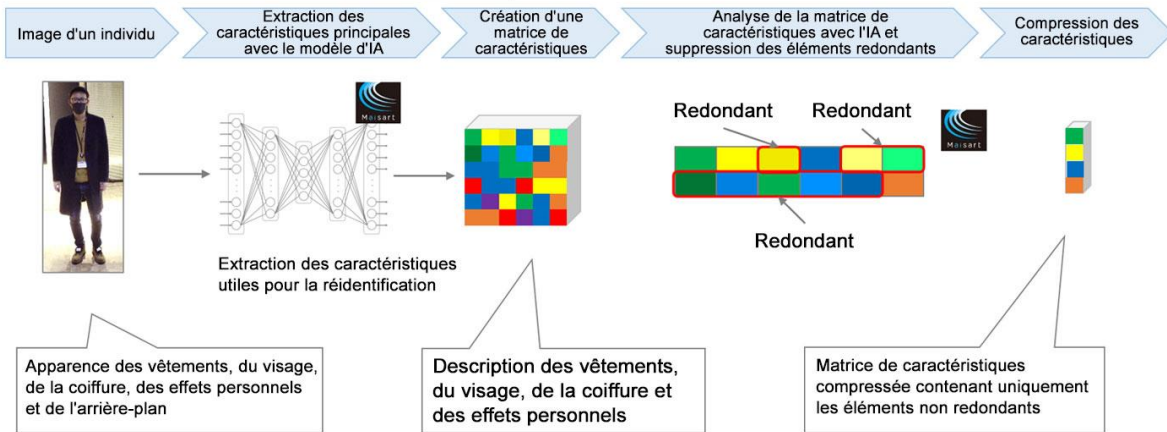 Image d'un individu
Extraction des
caractéristiques principales
avec le modèle d'IA
Création d'une
matrice de
caractéristiques
Analyse de la matrice de
caractéristiques avec l'IA et
suppression des éléments redondants
Compression des
caractéristiques
Maisart
Redondant
Redondant
Maisart
Redondant
Extraction des caractéristiques
utiles pour la réidentification
Apparence des vêtements, du visage,
de la coiffure, des effets personnels
et de l'arrière-plan
Description des vêtements,
du visage, de la coiffure et
des effets personnels
Matrice de caractéristiques
compressée contenant uniquement
les éléments non redondants